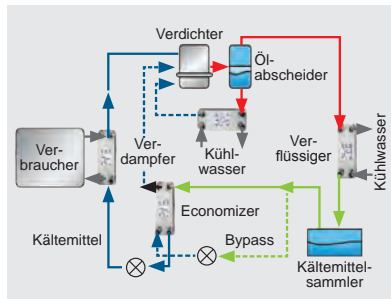 Verdichter
Öl-
abscheider
Ver-
braucher
Ver-
dampfer
Kühl-
wasser
Ver-
flüssiger
Kühlwasser
Economizer
Kältemittel
Bypass
Kältemittel-
sammler